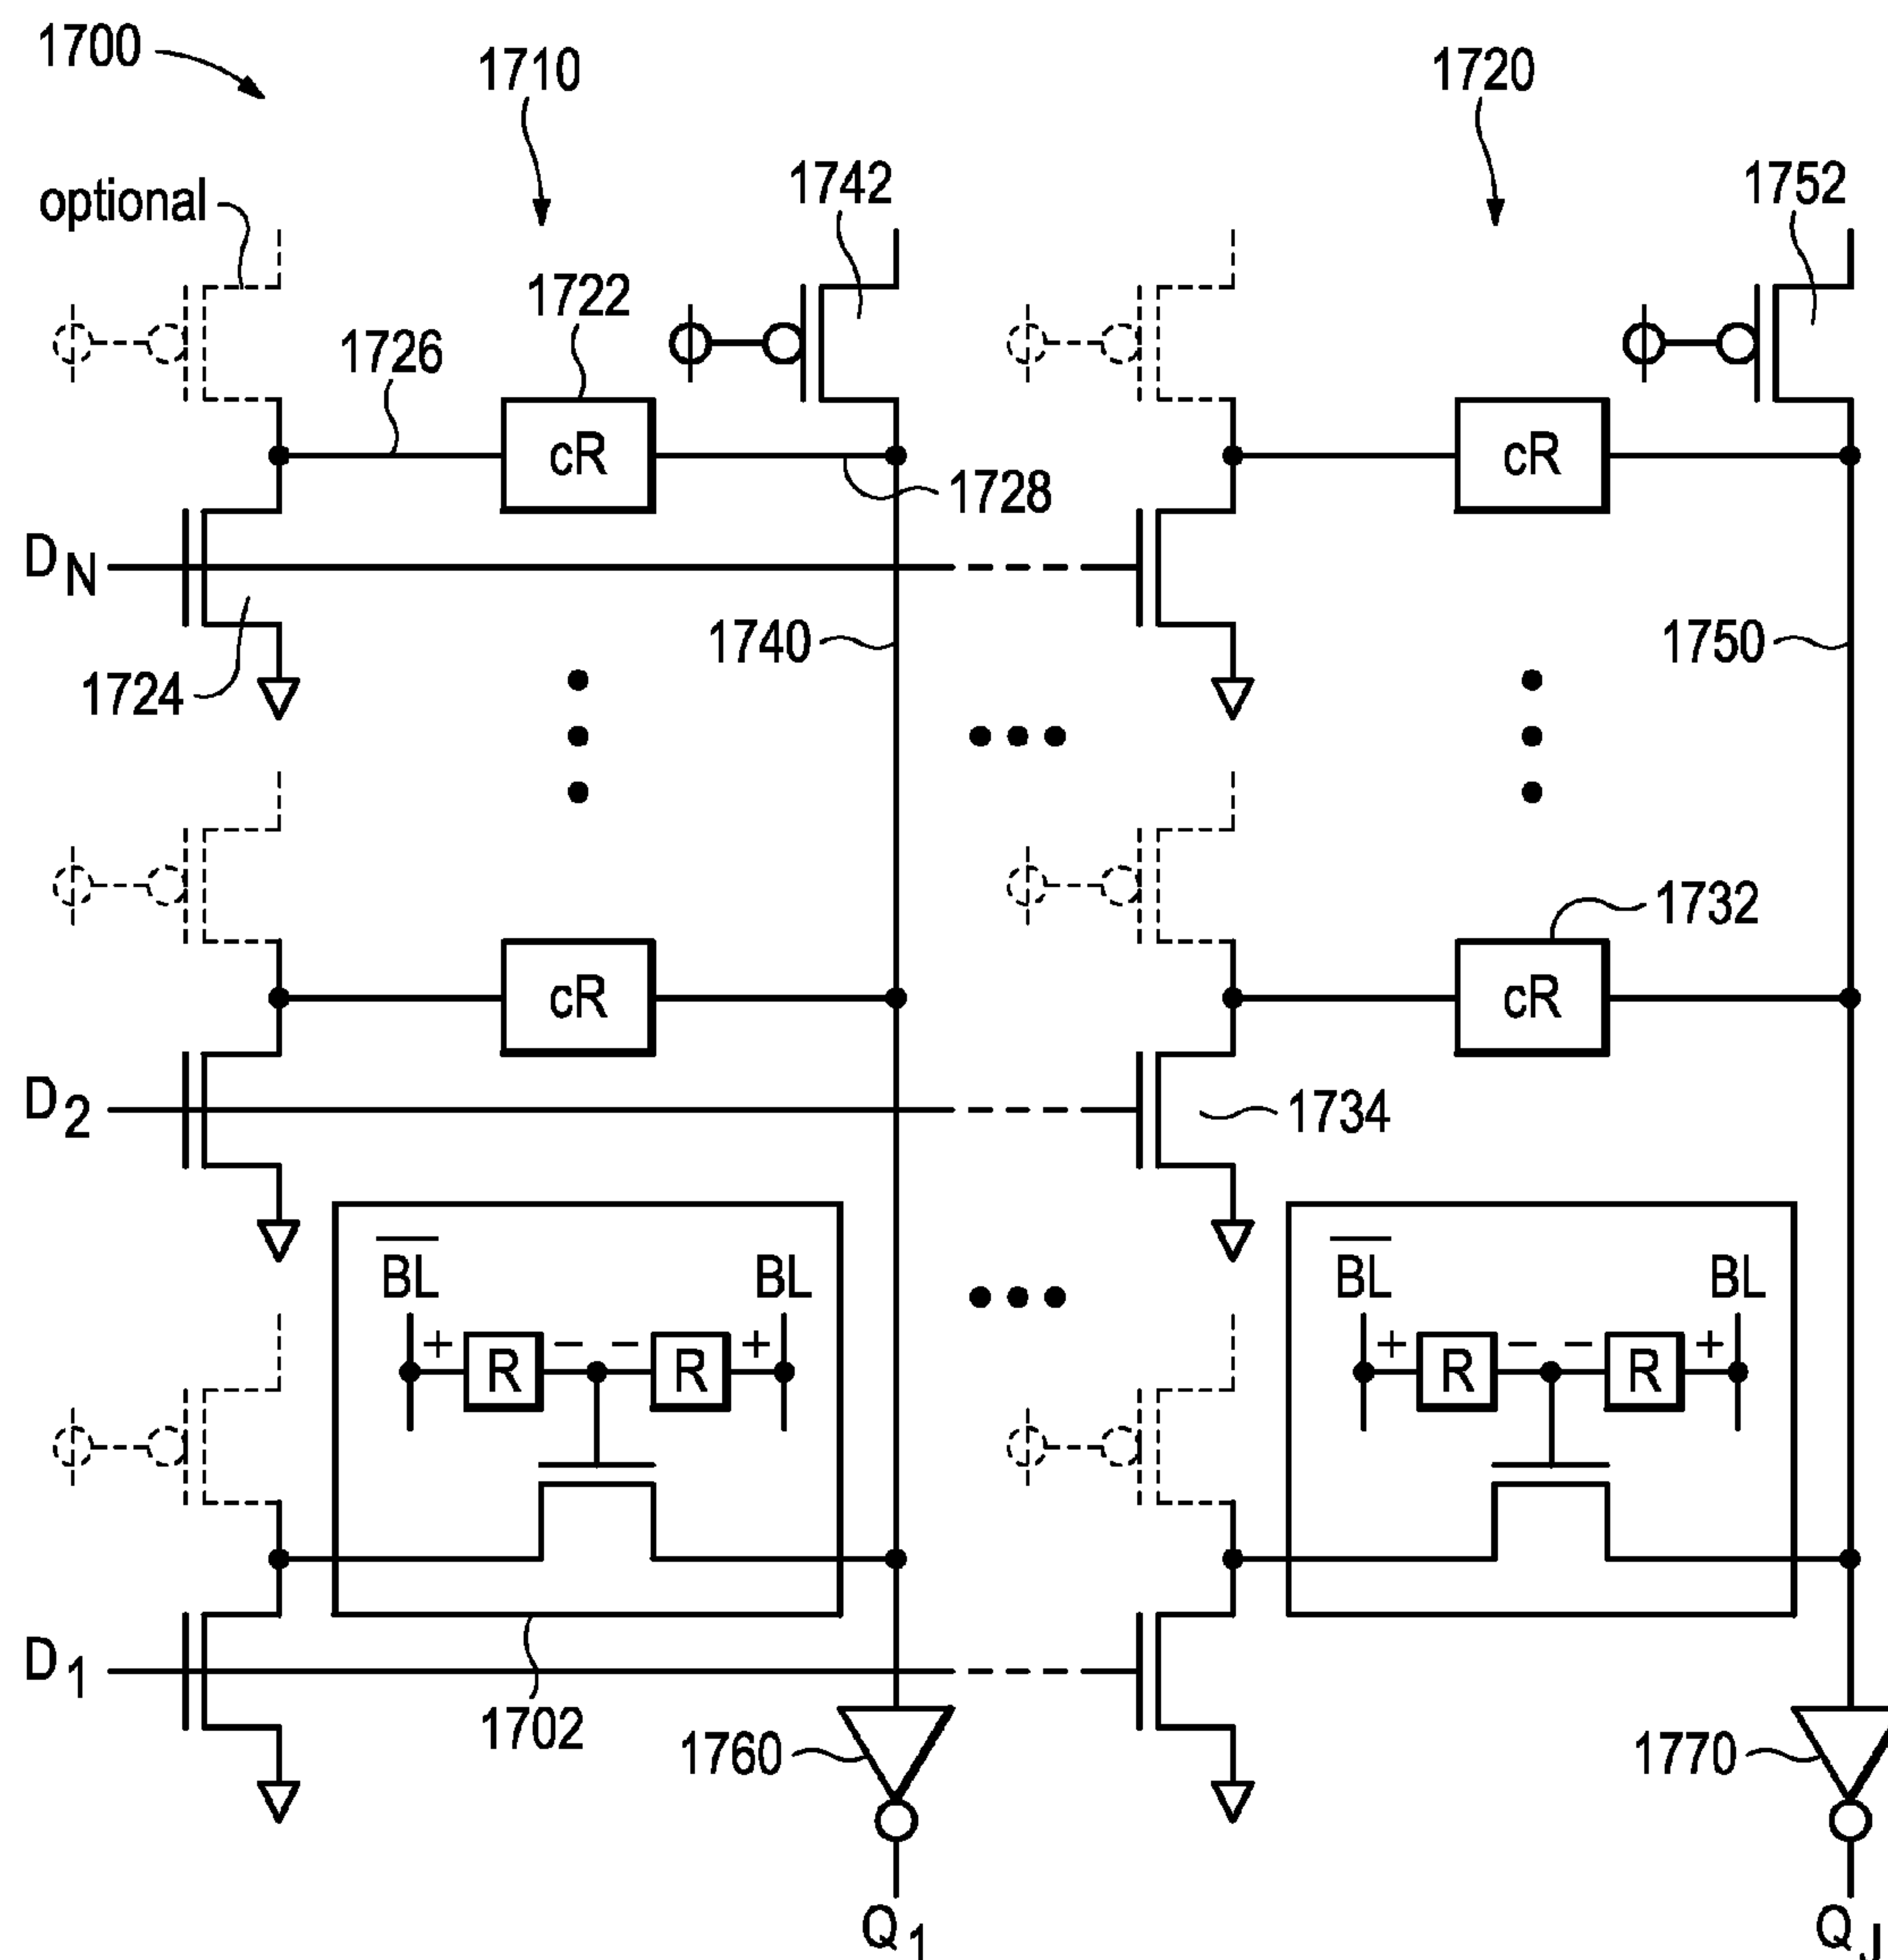 1700
1710
1720
optional
1742
1752
1722
1726
cR
cR
1728
D N
1740
1750
1724
1732
cR
cR
D 2
1734
BL
BL
BL
BL
+ R - - R +
+ R - - R +
D 1
1702
1760
1770
Q 1
Q J